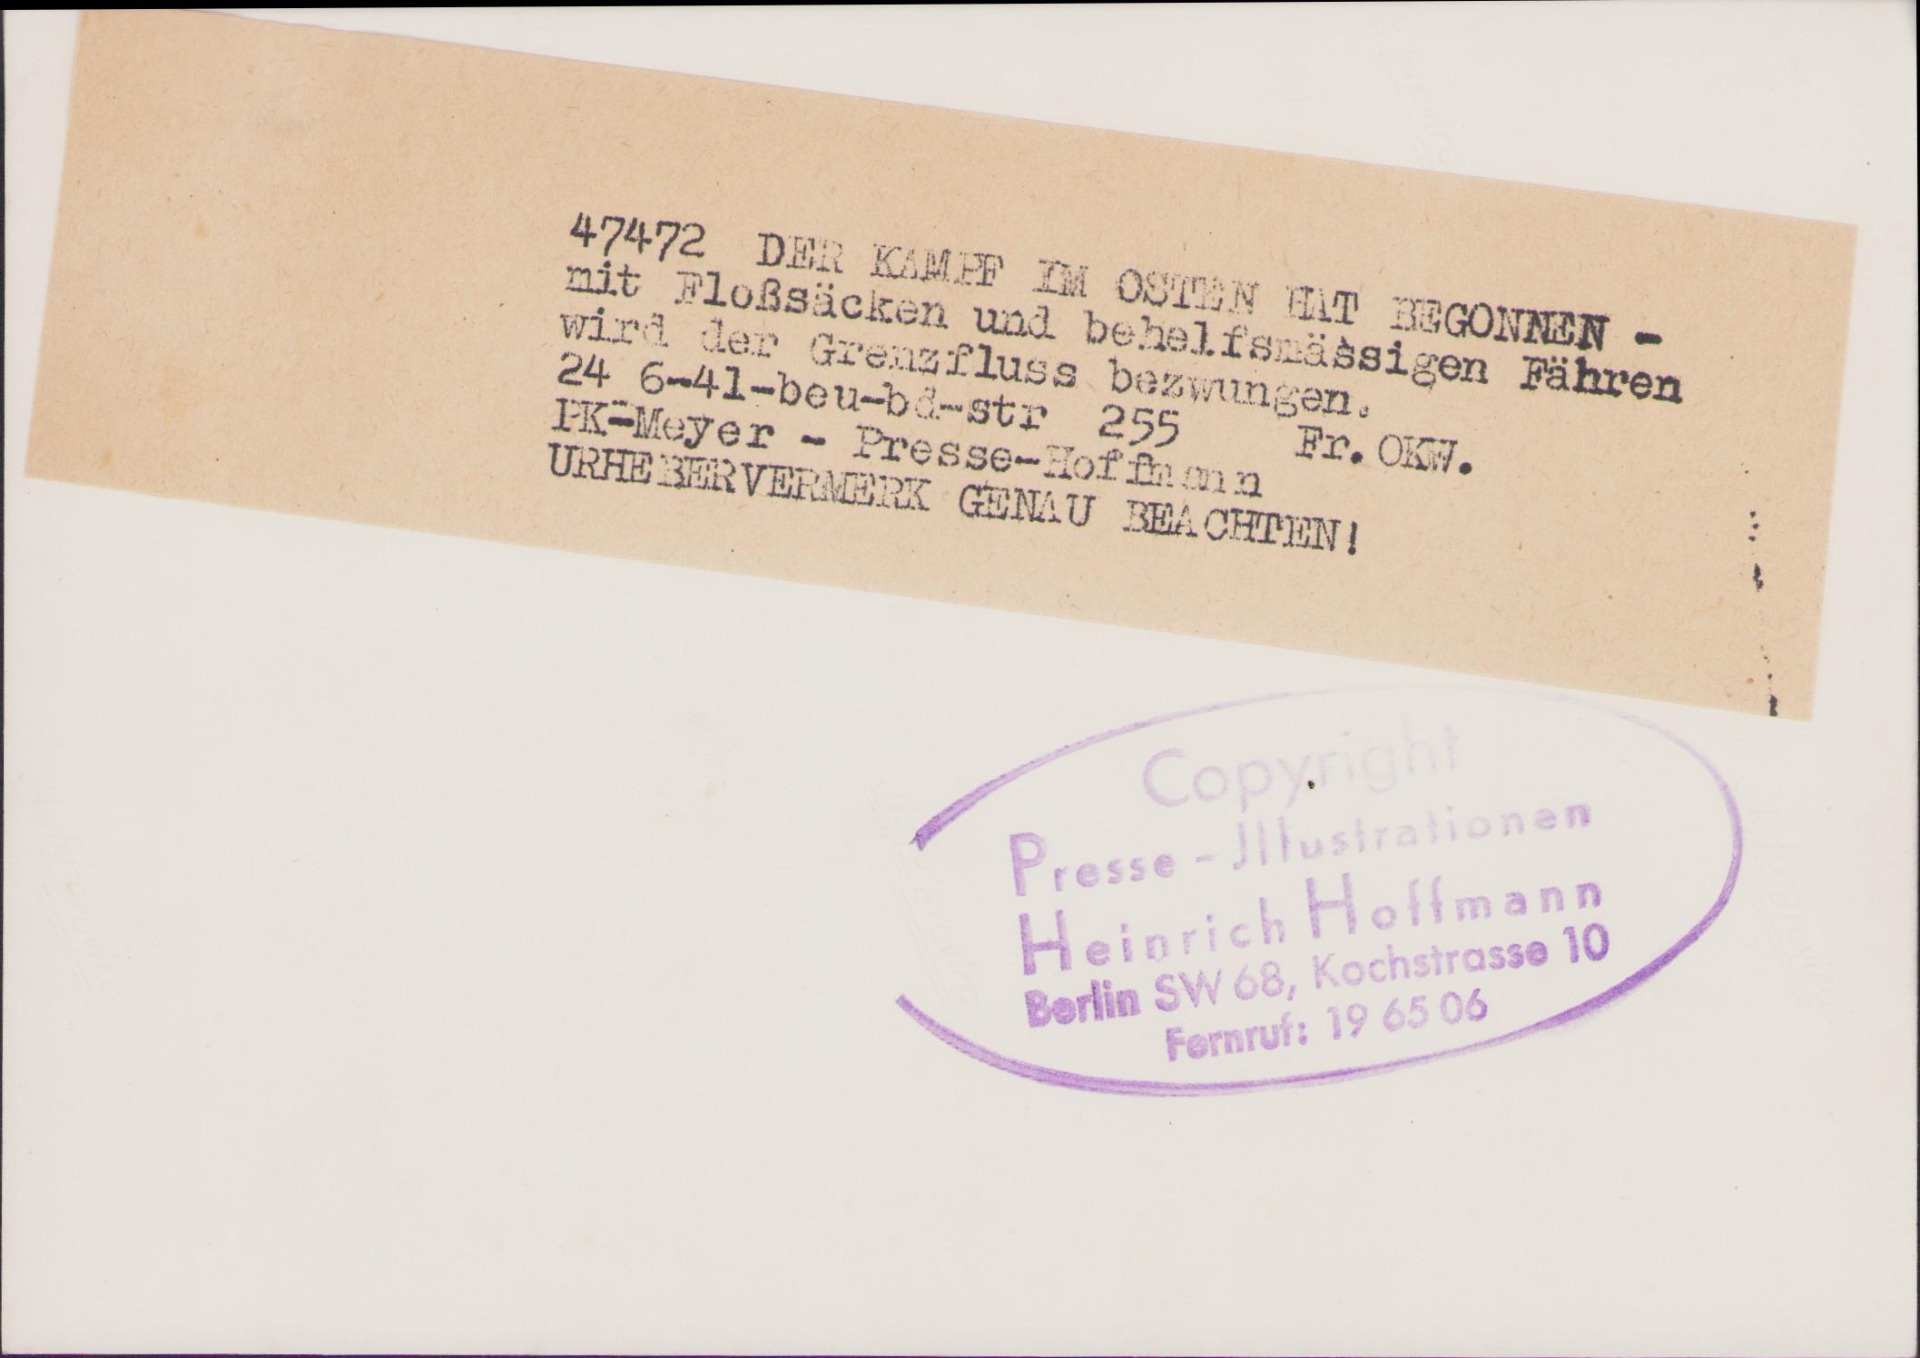 47472 DER KAMPF IM OSTEN HAT BEGONNEN -
mit Floßsäcken und behelfsmässigen Fähren
wird der Grenzfluss bezwungen.
24 6-41-beu-bd-str 255 Fr. OKW.
PK-Meyer - Presse-Hoffmann
URHEBERVERMERK GENAU BEACHTEN!
Copyright
Presse-Jllustrationen
Heinrich Hoffmann
Berlin SW 68, Kochstrasse 10
Fernruf: 19 65 06